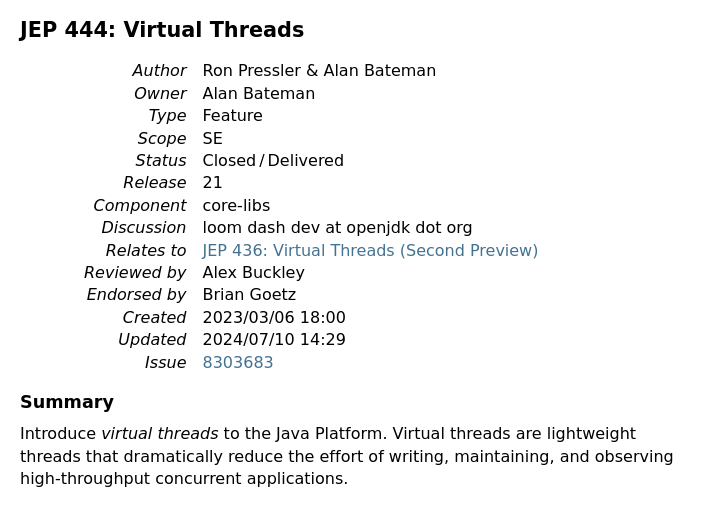 JEP 444: Virtual Threads
Author Ron Pressler & Alan Bateman
Owner Alan Bateman
Type Feature
Scope SE
Status Closed / Delivered
Release 21
Component core-libs
Discussion loom dash dev at openjdk dot org
Relates to JEP 436: Virtual Threads (Second Preview)
Reviewed by Alex Buckley
Endorsed by Brian Goetz
Created 2023/03/06 18:00
Updated 2024/07/10 14:29
Issue 8303683
Summary
Introduce virtual threads to the Java Platform. Virtual threads are lightweight
threads that dramatically reduce the effort of writing, maintaining, and observing
high-throughput concurrent applications.